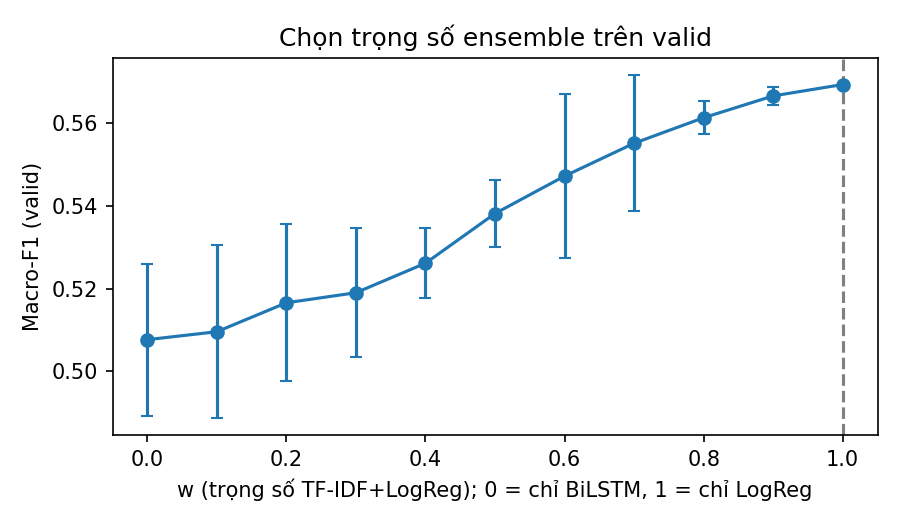 Chọn trọng số ensemble trên valid
Macro-F1 (valid)
0.56
0.54
0.52
0.50
0.0 0.2 0.4 0.6 0.8 1.0
w (trọng số TF-IDF+LogReg); 0 = chỉ BiLSTM, 1 = chỉ LogReg